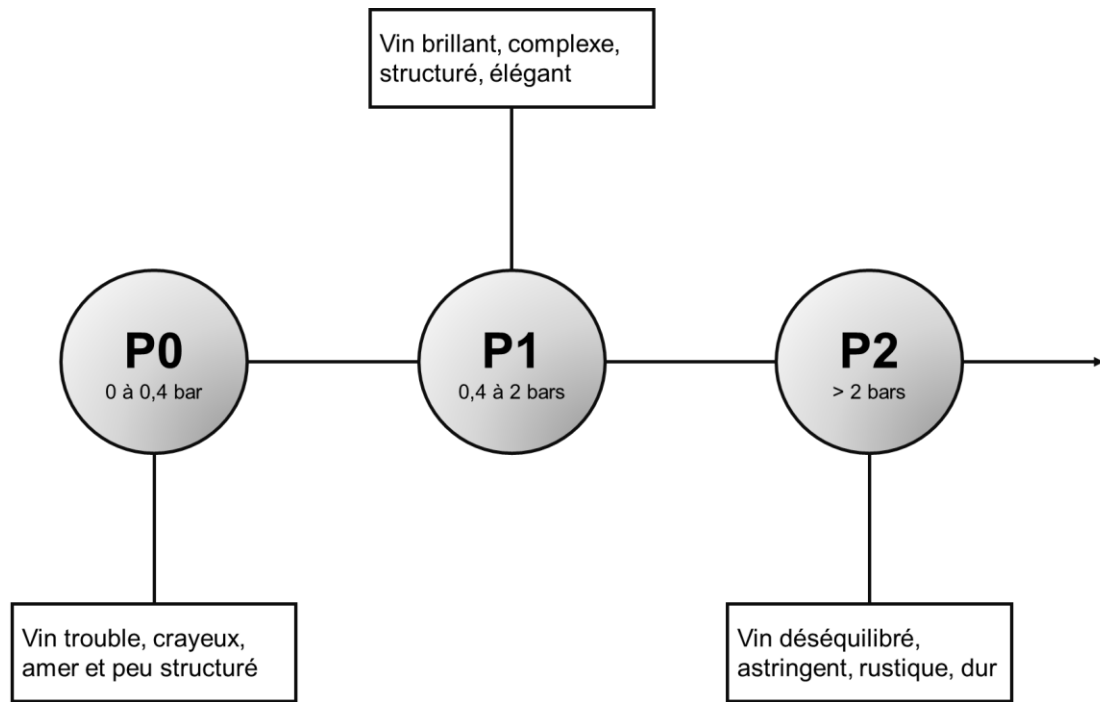 Vin brillant, complexe,
structuré, élégant
P0
0 à 0,4 bar
P1
0,4 à 2 bars
P2
> 2 bars
Vin trouble, crayeux,
amer et peu structuré
Vin déséquilibré,
astringent, rustique, dur